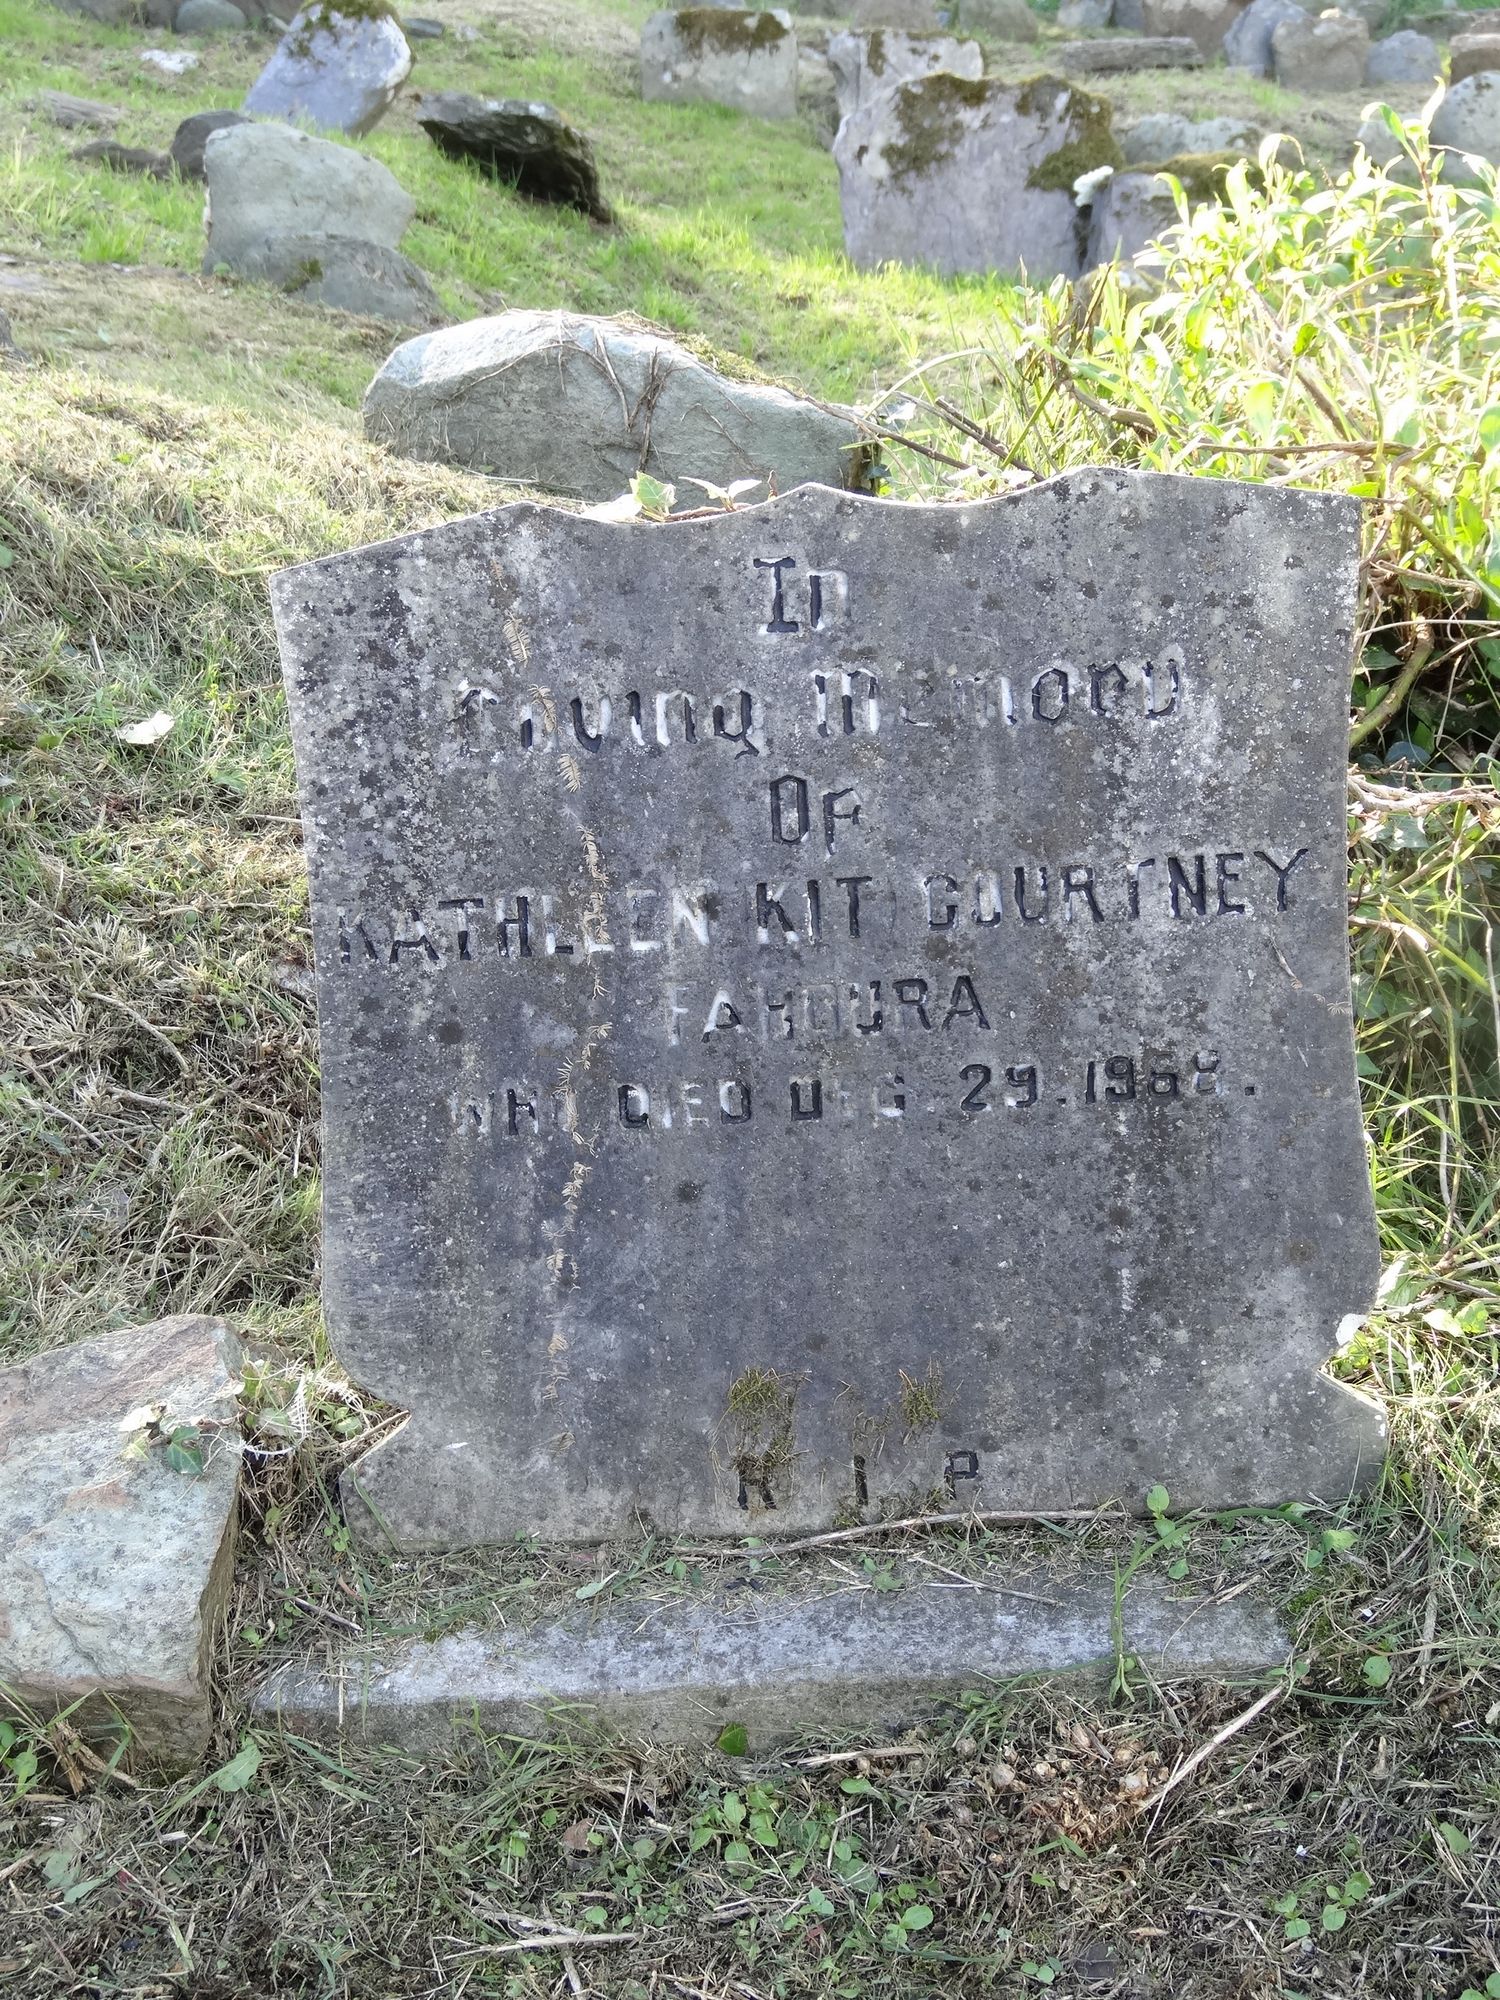 In
Loving Memory
OF
KATHLEEN KIT COURTNEY
FAHOURA
WHO DIED DEC 29. 1968.
R I P